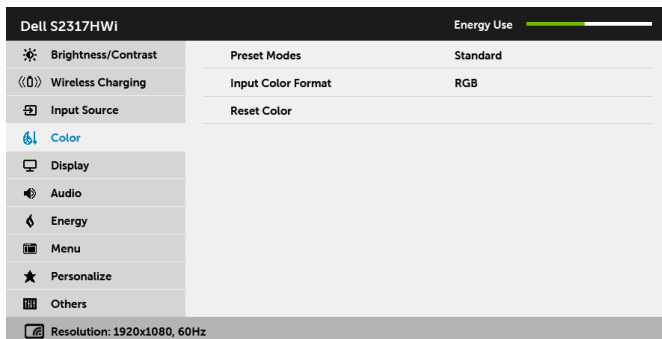 Dell S2317HWi Energy Use
Brightness/Contrast Preset Modes Standard
Wireless Charging Input Color Format RGB
Input Source Reset Color
Color
Display
Audio
Energy
Menu
Personalize
Others
Resolution: 1920x1080, 60Hz